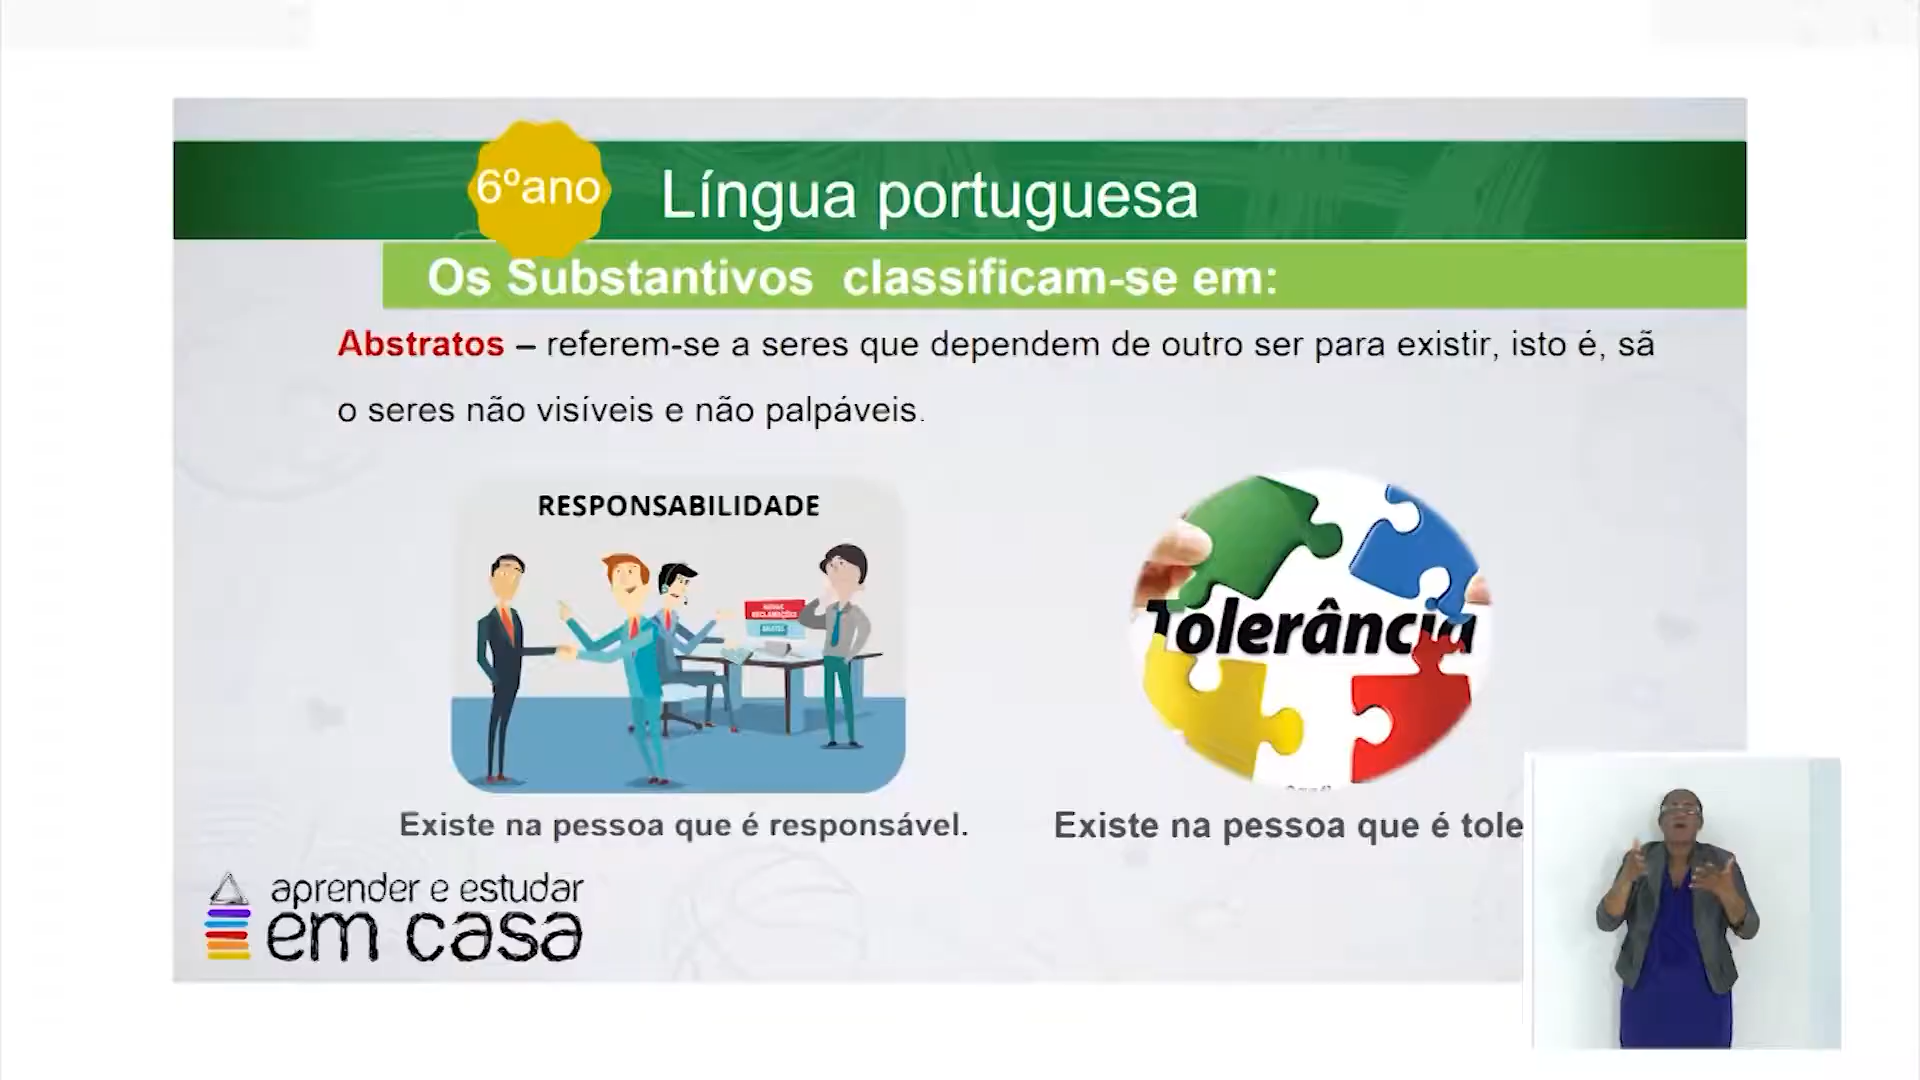 6ºano
Língua portuguesa
Os Substantivos classificam-se em:
Abstratos – referem-se a seres que dependem de outro ser para existir, isto é, sã
o seres não visíveis e não palpáveis.
RESPONSABILIDADE
Tolerância
Existe na pessoa que é responsável.
Existe na pessoa que é tole
aprender e estudar
em casa